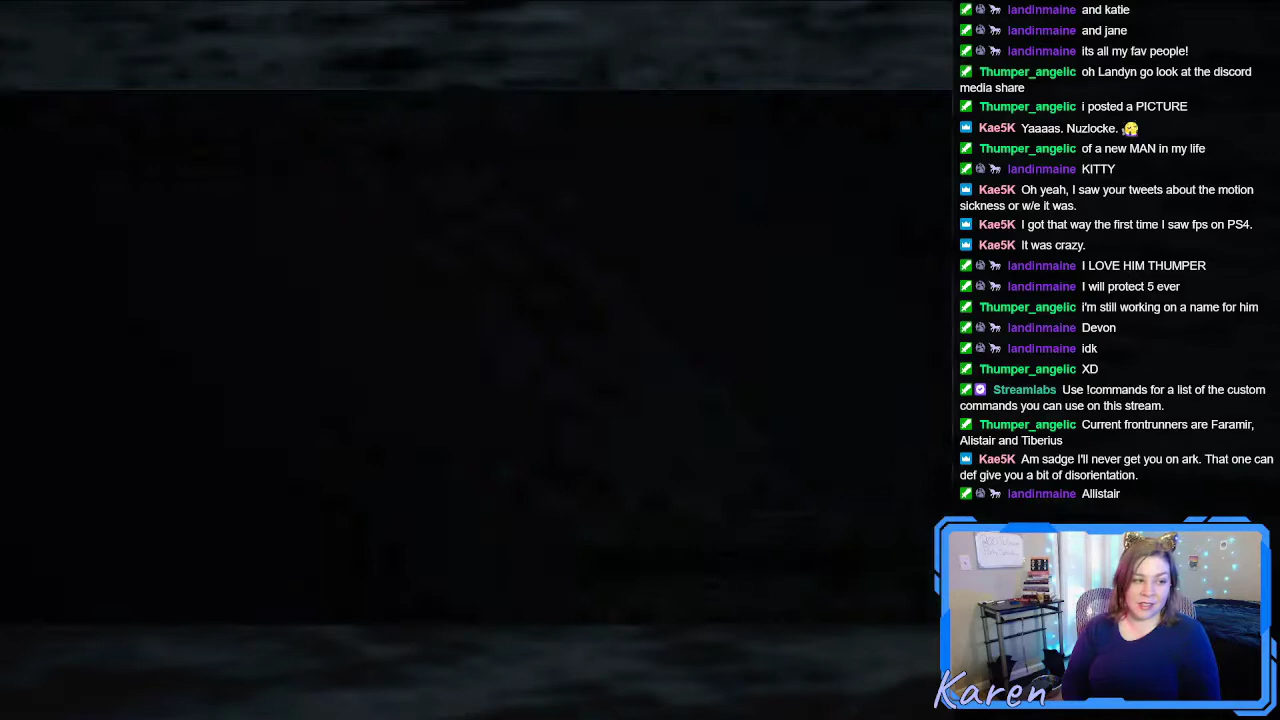 landinmaine and katie
landinmaine and jane
landinmaine its all my fav people!
Thumper_angelic oh Landyn go look at the discord
media share
Thumper_angelic i posted a PICTURE
Kae5K Yaaaas. Nuzlocke.
Thumper_angelic of a new MAN in my life
landinmaine KITTY
Kae5K Oh yeah, I saw your tweets about the motion
sickness or w/e it was.
Kae5K I got that way the first time I saw fps on PS4.
Kae5K It was crazy.
landinmaine I LOVE HIM THUMPER
landinmaine I will protect 5 ever
Thumper_angelic i'm still working on a name for him
landinmaine Devon
landinmaine idk
Thumper_angelic XD
Streamlabs Use !commands for a list of the custom
commands you can use on this stream.
Thumper_angelic Current frontrunners are Faramir,
Alistair and Tiberius
Kae5K Am sadge I'll never get you on ark. That one can
def give you a bit of disorientation.
landinmaine Allistair
Karen